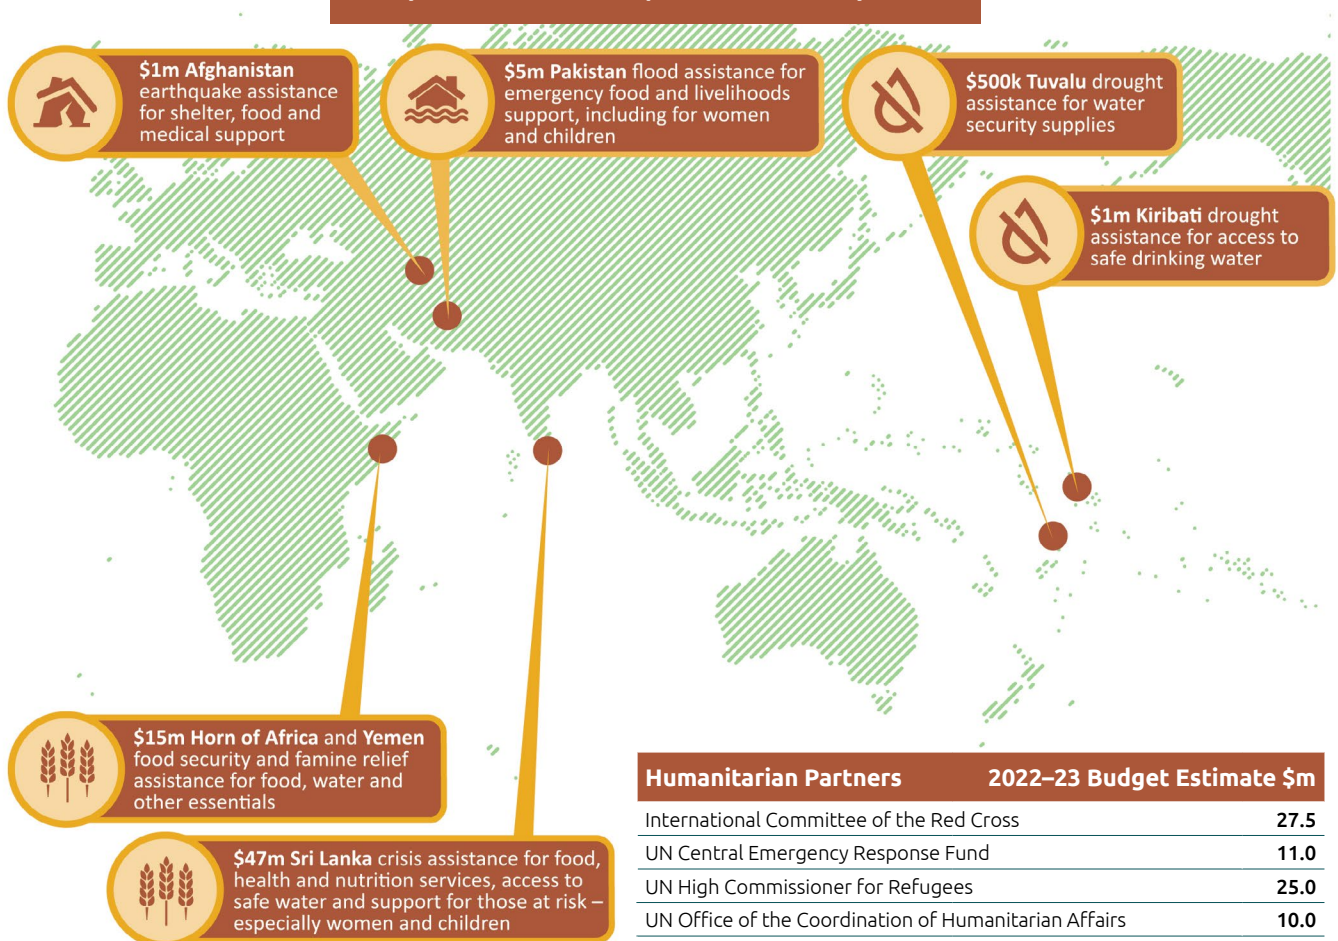 $1m Afghanistan
earthquake assistance
for shelter, food and
medical support
$5m Pakistan flood assistance for
emergency food and livelihoods
support, including for women
and children
$500k Tuvalu drought
assistance for water
security supplies
$1m Kiribati drought
assistance for access to
safe drinking water
$15m Horn of Africa and Yemen
food security and famine relief
assistance for food, water and
other essentials
$47m Sri Lanka crisis assistance for food,
health and nutrition services, access to
safe water and support for those at risk –
especially women and children
Humanitarian Partners 2022–23 Budget Estimate $m
International Committee of the Red Cross 27.5
UN Central Emergency Response Fund 11.0
UN High Commissioner for Refugees 25.0
UN Office of the Coordination of Humanitarian Affairs 10.0